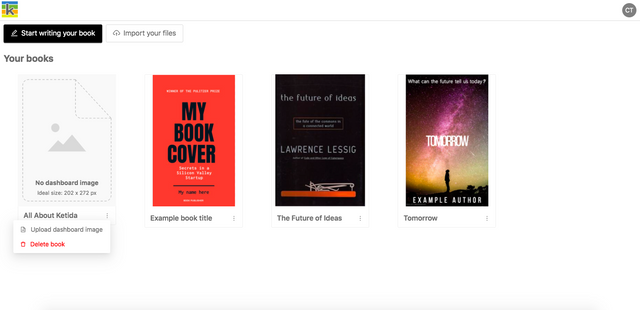 k
CT
Start writing your book
Import your files
Your books
No dashboard image
Ideal size: 202 x 272 px
All About Ketida
Upload dashboard image
Delete book
WINNER OF THE POLITICS PRIZE
MY
BOOK
COVER
Secrets in a
Silicon Valley
Startup
My name here
Example book title
the future of ideas
the fate of the commons in
a connected world
LAWRENCE LESSIG
The Future of Ideas
What can the future tell us today?
TOMORROW
EXAMPLE AUTHOR
Tomorrow